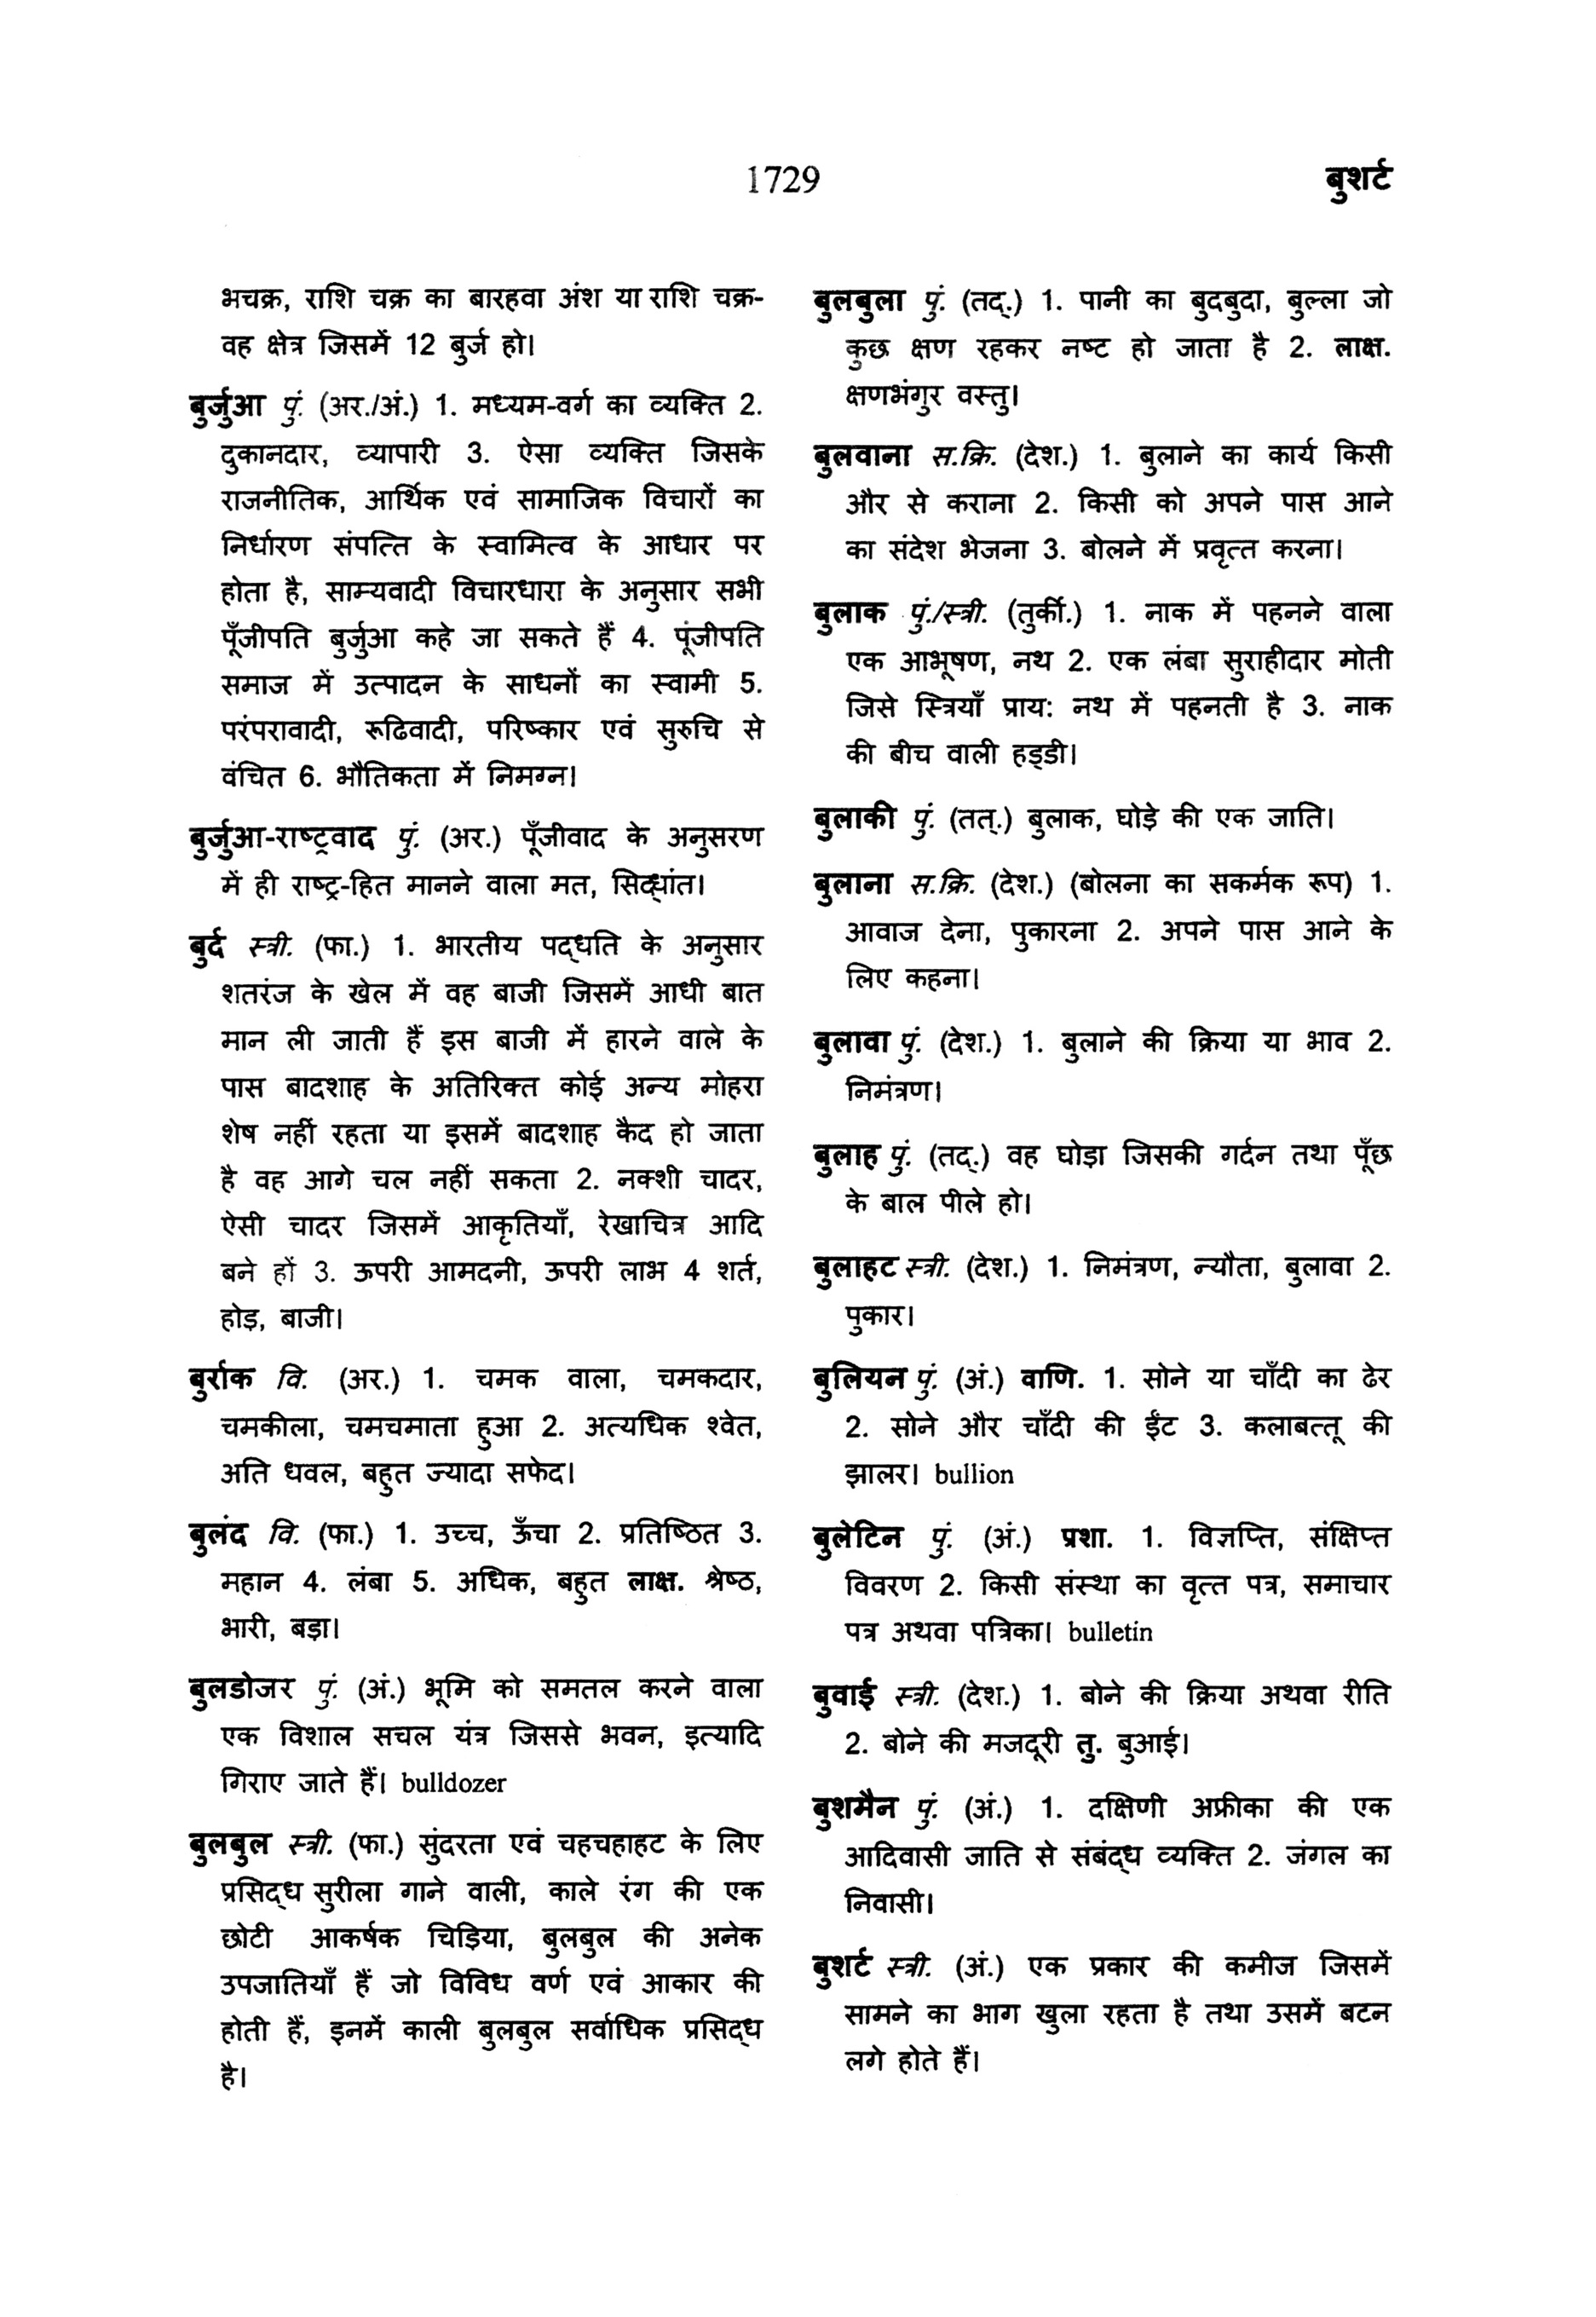 1729
बुशर्ट
भचक्र, राशि चक्र का बारहवा अंश या राशि चक्र-
वह क्षेत्र जिसमें 12 बुर्ज हो।
बुर्जुआ पुं. (अर./अं.) 1. मध्यम-वर्ग का व्यक्ति 2.
दुकानदार, व्यापारी 3. ऐसा व्यक्ति जिसके
राजनीतिक, आर्थिक एवं सामाजिक विचारों का
निर्धारण संपत्ति के स्वामित्व के आधार पर
होता है, साम्यवादी विचारधारा के अनुसार सभी
पूँजीपति बुर्जुआ कहे जा सकते हैं 4. पूंजीपति
समाज में उत्पादन के साधनों का स्वामी 5.
परंपरावादी, रूढिवादी, परिष्कार एवं सुरुचि से
वंचित 6. भौतिकता में निमग्न।
बुर्जुआ-राष्ट्रवाद पुं. (अर.) पूँजीवाद के अनुसरण
में ही राष्ट्र-हित मानने वाला मत, सिद्धांत।
बुर्द स्त्री. (फा.) 1. भारतीय पद्धति के अनुसार
शतरंज के खेल में वह बाजी जिसमें आधी बात
मान ली जाती हैं इस बाजी में हारने वाले के
पास बादशाह के अतिरिक्त कोई अन्य मोहरा
शेष नहीं रहता या इसमें बादशाह कैद हो जाता
है वह आगे चल नहीं सकता 2. नक्शी चादर,
ऐसी चादर जिसमें आकृतियाँ, रेखाचित्र आदि
बने हों 3. ऊपरी आमदनी, ऊपरी लाभ 4 शर्त,
होड़, बाजी।
बुर्राक वि. (अर.) 1. चमक वाला, चमकदार,
चमकीला, चमचमाता हुआ 2. अत्यधिक श्वेत,
अति धवल, बहुत ज्यादा सफेद।
बुलंद वि. (फा.) 1. उच्च, ऊँचा 2. प्रतिष्ठित 3.
महान 4. लंबा 5. अधिक, बहुत लाक्ष. श्रेष्ठ,
भारी, बड़ा।
बुलडोजर पुं. (अं.) भूमि को समतल करने वाला
एक विशाल सचल यंत्र जिससे भवन, इत्यादि
गिराए जाते हैं। bulldozer
बुलबुल स्त्री. (फा.) सुंदरता एवं चहचहाहट के लिए
प्रसिद्ध सुरीला गाने वाली, काले रंग की एक
छोटी आकर्षक चिड़िया, बुलबुल की अनेक
उपजातियाँ हैं जो विविध वर्ण एवं आकार की
होती हैं, इनमें काली बुलबुल सर्वाधिक प्रसिद्ध
है।
बुलबुला पुं. (तद्.) 1. पानी का बुदबुदा, बुल्ला जो
कुछ क्षण रहकर नष्ट हो जाता है 2. लाक्ष.
क्षणभंगुर वस्तु।
बुलवाना स.क्रि. (देश.) 1. बुलाने का कार्य किसी
और से कराना 2. किसी को अपने पास आने
का संदेश भेजना 3. बोलने में प्रवृत्त करना।
बुलाक पुं./स्त्री. (तुर्की.) 1. नाक में पहनने वाला
एक आभूषण, नथ 2. एक लंबा सुराहीदार मोती
जिसे स्त्रियाँ प्राय: नथ में पहनती है 3. नाक
की बीच वाली हड्डी।
बुलाकी पुं. (तत्.) बुलाक, घोड़े की एक जाति।
बुलाना स.क्रि. (देश.) (बोलना का सकर्मक रूप) 1.
आवाज देना, पुकारना 2. अपने पास आने के
लिए कहना।
बुलावा पुं. (देश.) 1. बुलाने की क्रिया या भाव 2.
निमंत्रण।
बुलाह पुं. (तद्.) वह घोड़ा जिसकी गर्दन तथा पूँछ
के बाल पीले हो।
बुलाहट स्त्री. (देश.) 1. निमंत्रण, न्यौता, बुलावा 2.
पुकार।
बुलियन पुं. (अं.) वाणि. 1. सोने या चाँदी का ढेर
2. सोने और चाँदी की ईंट 3. कलाबत्तू की
झालर। bullion
बुलेटिन पुं. (अं.) प्रशा. 1. विज्ञप्ति, संक्षिप्त
विवरण 2. किसी संस्था का वृत्त पत्र, समाचार
पत्र अथवा पत्रिका। bulletin
बुवाई स्त्री. (देश.) 1. बोने की क्रिया अथवा रीति
2. बोने की मजदूरी तु. बुआई।
बुशमैन पुं. (अं.) 1. दक्षिणी अफ्रीका की एक
आदिवासी जाति से संबंद्ध व्यक्ति 2. जंगल का
निवासी।
बुशर्ट स्त्री. (अं.) एक प्रकार की कमीज जिसमें
सामने का भाग खुला रहता है तथा उसमें बटन
लगे होते हैं।